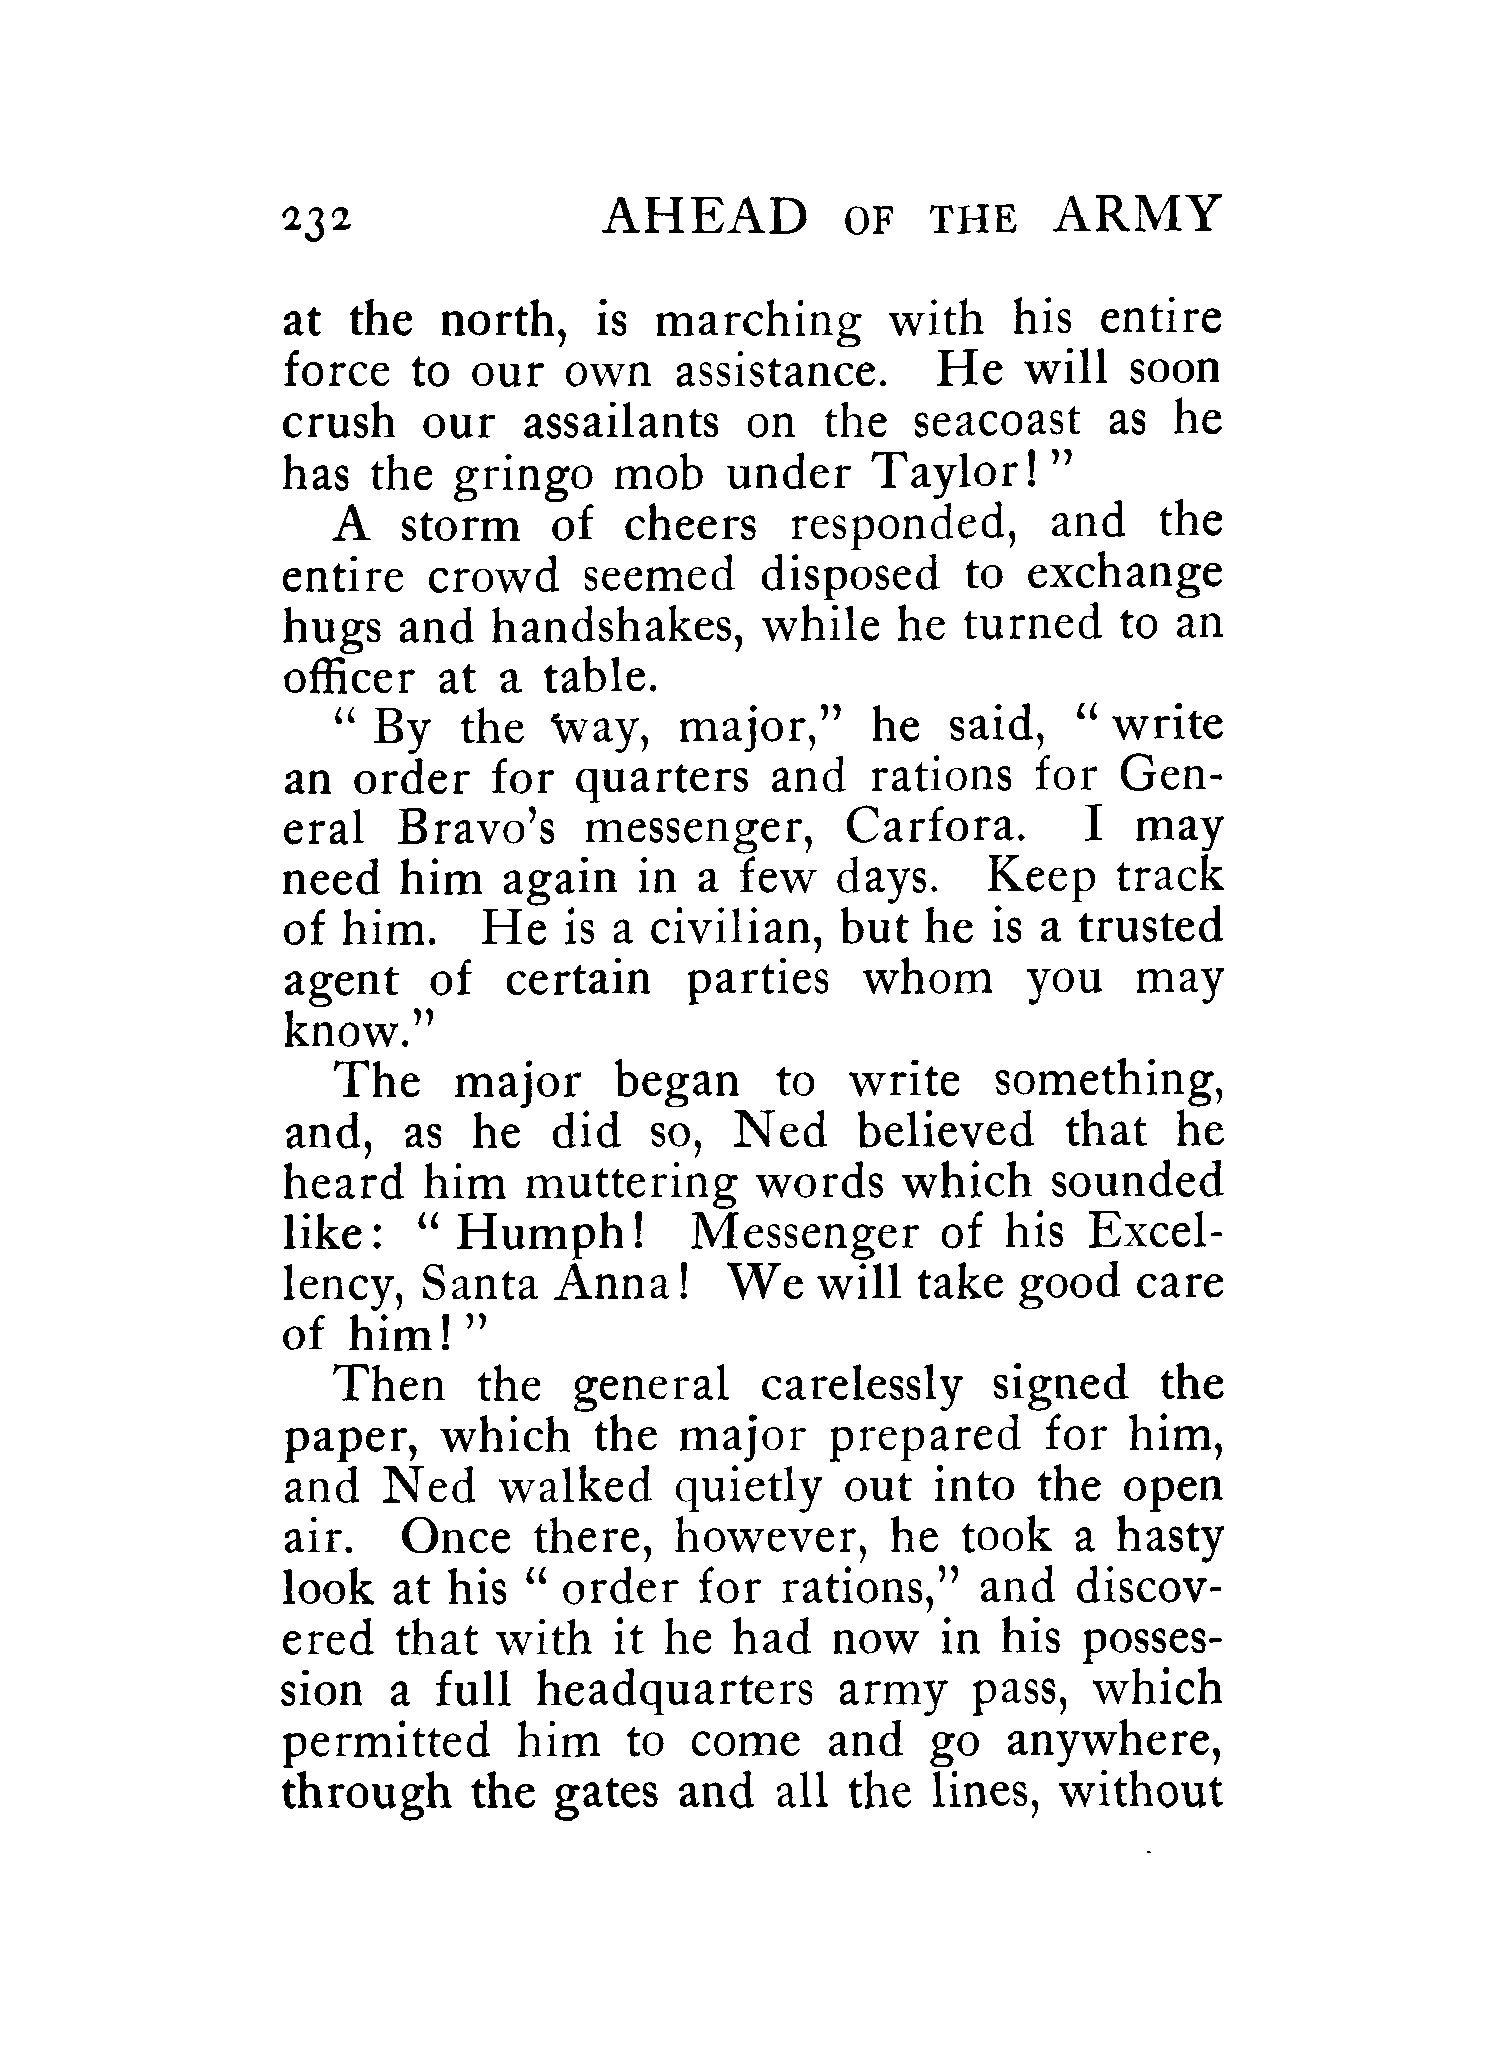 232 AHEAD OF THE ARMY
at the north, is marching with his entire
force to our own assistance. He will soon
crush our assailants on the seacoast as he
has the gringo mob under Taylor!"
A storm of cheers responded, and the
entire crowd seemed disposed to exchange
hugs and handshakes, while he turned to an
officer at a table.
"By the way, major," he said, "write
an order for quarters and rations for Gen-
eral Bravo's messenger, Carfora. I may
need him again in a few days. Keep track
of him. He is a civilian, but he is a trusted
agent of certain parties whom you may
know."
The major began to write something,
and, as he did so, Ned believed that he
heard him muttering words which sounded
like: "Humph! Messenger of his Excel-
lency, Santa Anna! We will take good care
of him!"
Then the general carelessly signed the
paper, which the major prepared for him,
and Ned walked quietly out into the open
air. Once there, however, he took a hasty
look at his "order for rations," and discov-
ered that with it he had now in his posses-
sion a full headquarters army pass, which
permitted him to come and go anywhere,
through the gates and all the lines, without